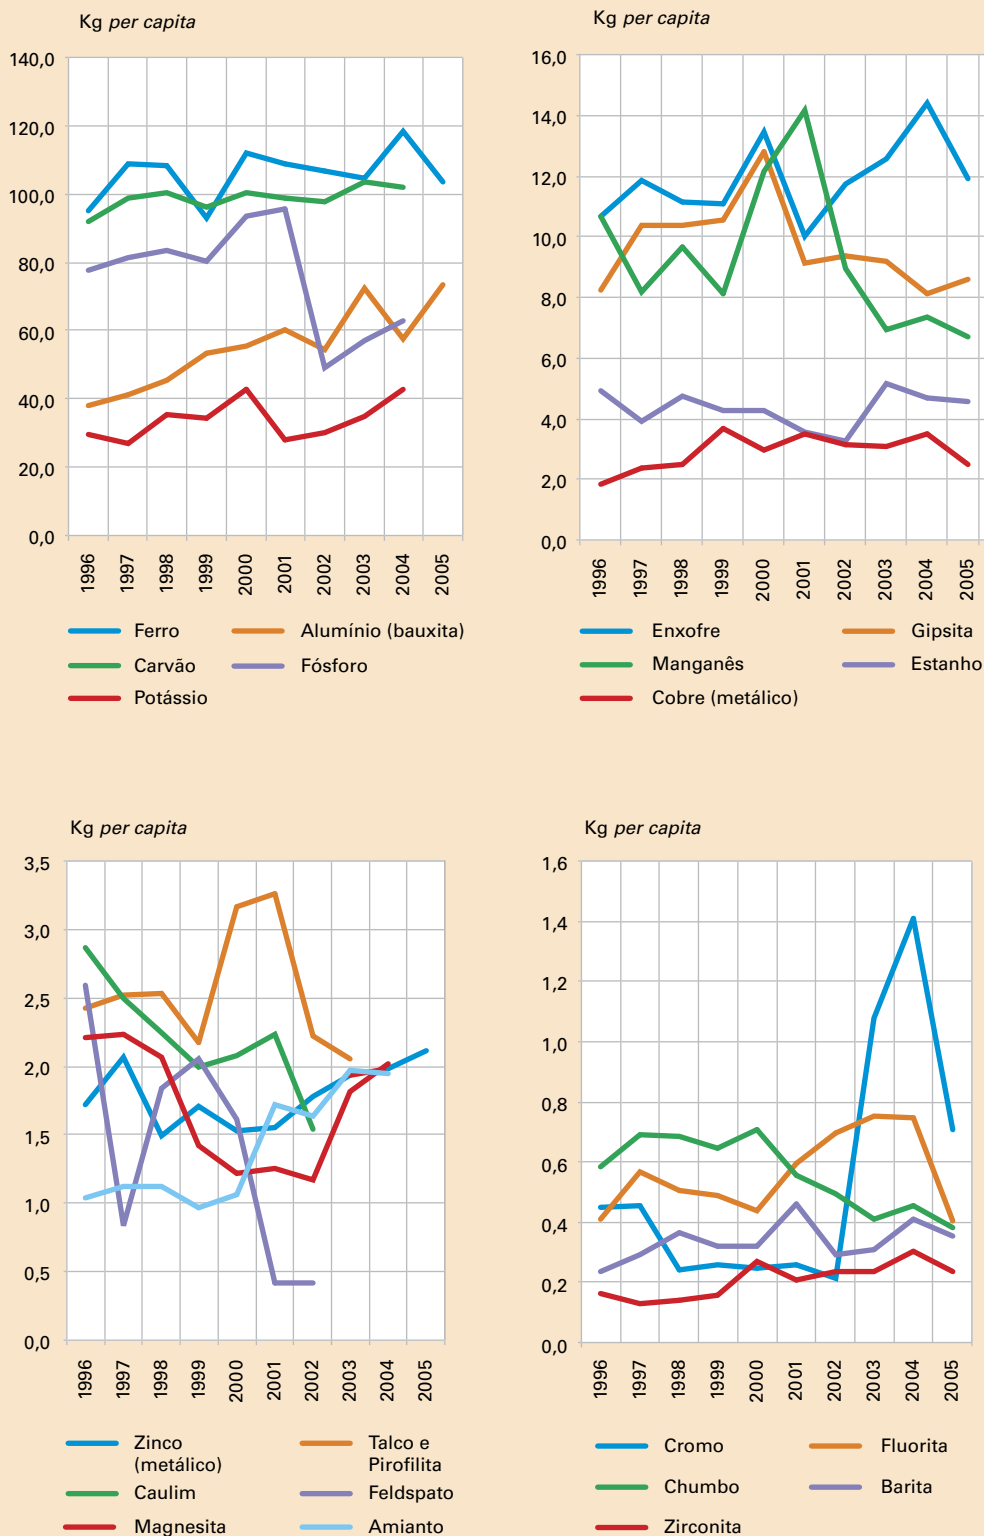 Kg per capita
140,0
120,0
100,0
80,0
60,0
40,0
20,0
0,0
1996 1997 1998 1999 2000 2001 2002 2003 2004 2005
Ferro Alumínio (bauxita)
Carvão Fósforo
Potássio
Kg per capita
16,0
14,0
12,0
10,0
8,0
6,0
4,0
2,0
0,0
1996 1997 1998 1999 2000 2001 2002 2003 2004 2005
Enxofre Gipsita
Manganês Estanho
Cobre (metálico)
Kg per capita
3,5
3,0
2,5
2,0
1,5
1,0
0,5
0,0
1996 1997 1998 1999 2000 2001 2002 2003 2004 2005
Zinco Talco e
(metálico) Pirofilita
Caulim Feldspato
Magnesita Amianto
Kg per capita
1,6
1,4
1,2
1,0
0,8
0,6
0,4
0,2
0,0
1996 1997 1998 1999 2000 2001 2002 2003 2004 2005
Cromo Fluorita
Chumbo Barita
Zirconita